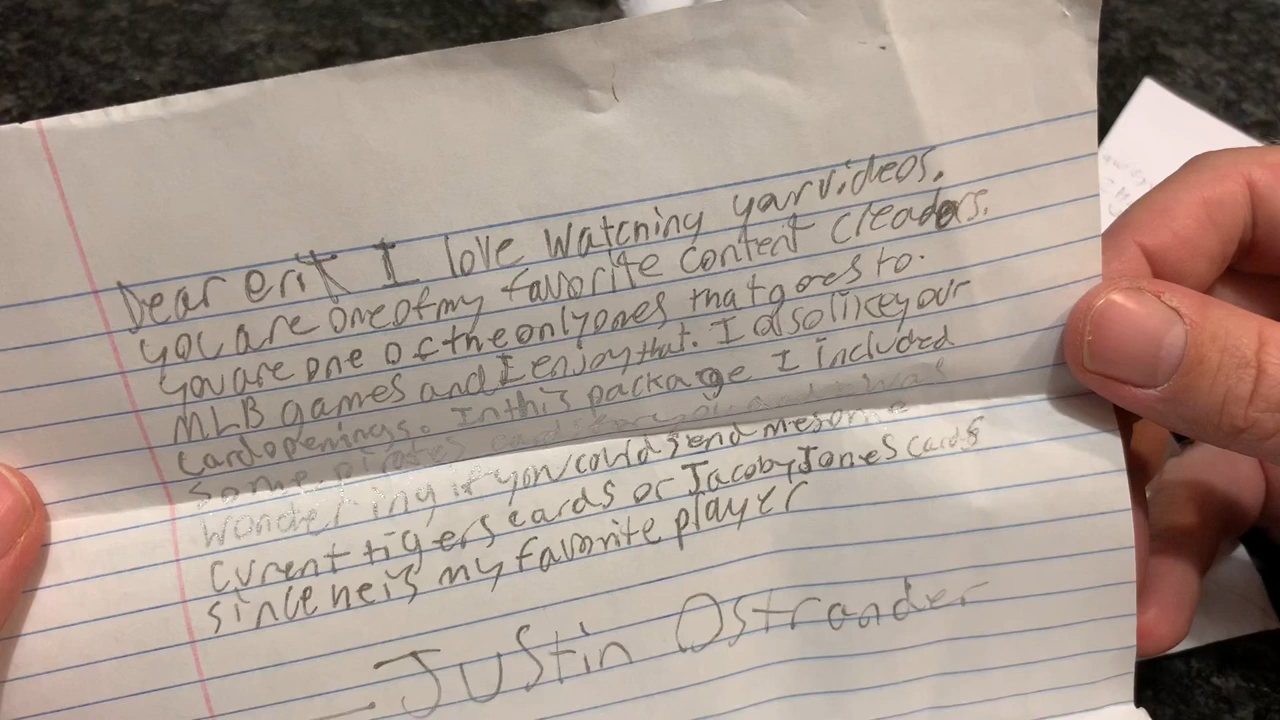 Dear erik I love watching your videos.
you are one of my favorite content creators.
you are one of the only ones that goes to.
MLB games and I enjoy that. I also like your
card openings. In this package I included
some pirates cards for you and I was
wondering if you could send me some
curent tigers cards or Jacoby Jones cards
since he is my favorite player
— Justin Ostrander